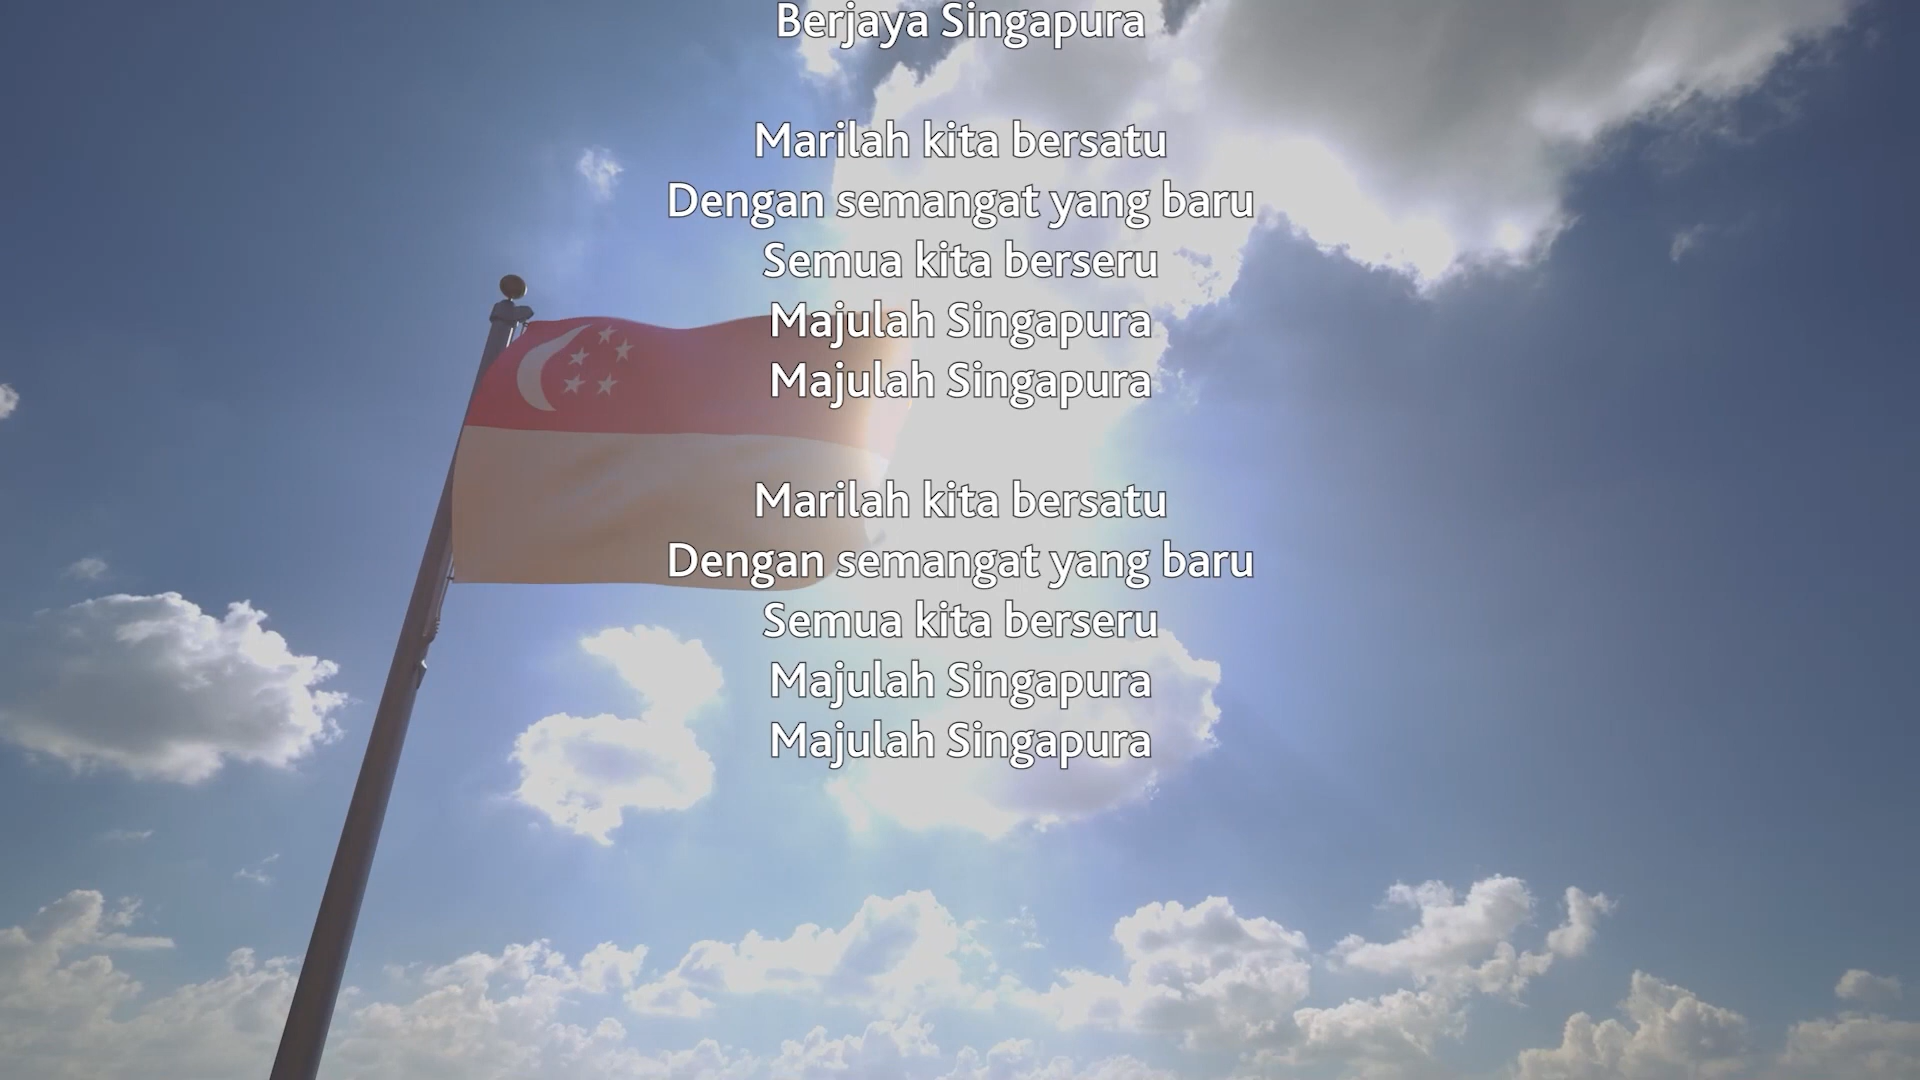 Berjaya Singapura
Marilah kita bersatu
Dengan semangat yang baru
Semua kita berseru
Majulah Singapura
Majulah Singapura
Marilah kita bersatu
Dengan semangat yang baru
Semua kita berseru
Majulah Singapura
Majulah Singapura